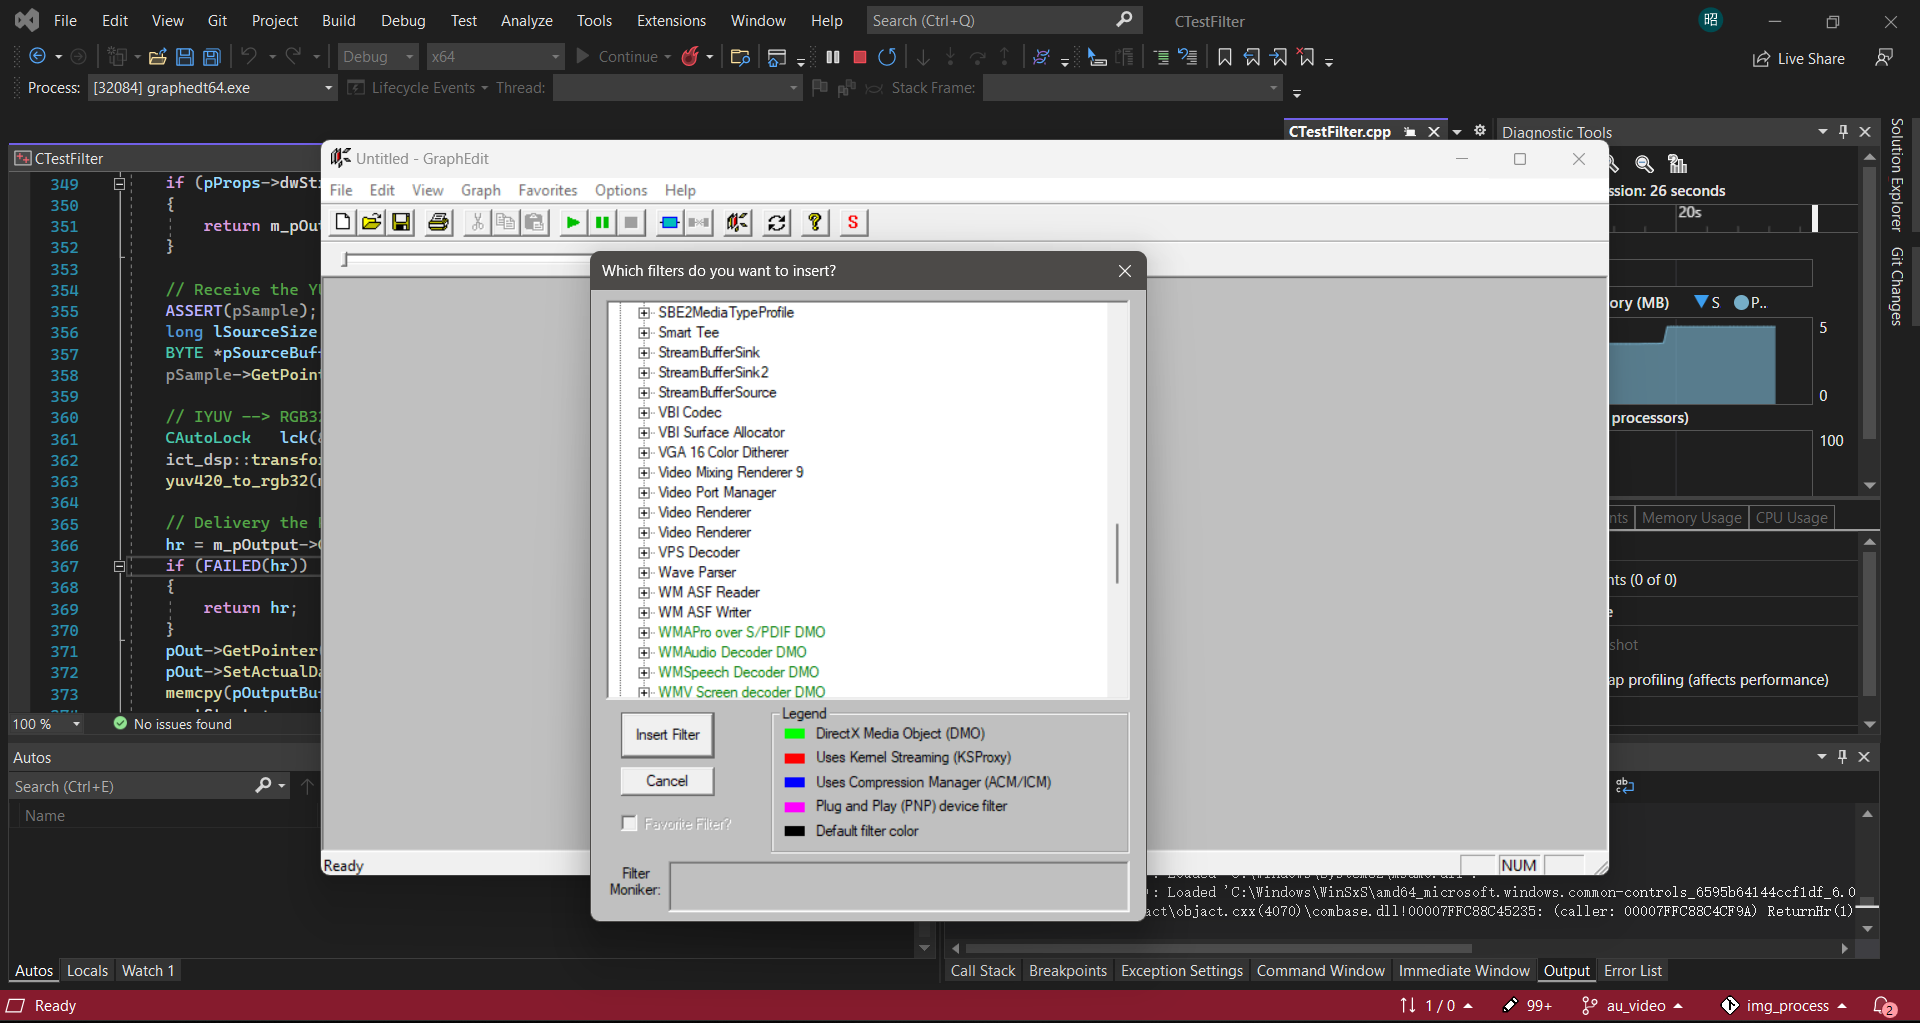 File Edit View Git Project Build Debug Test Analyze Tools Extensions Window Help Search (Ctrl+Q) CTestFilter 昭
Debug x64 Continue Live Share
Process: [32084] graphedt64.exe Lifecycle Events Thread: Stack Frame:
CTestFilter.cpp Diagnostic Tools
Solution Explorer
Git Changes
CTestFilter
349 if (pProps->dwSt
350 {
351 return m_pOu
352 }
353
354 // Receive the Y
355 ASSERT(pSample);
356 long lSourceSize
357 BYTE *pSourceBuf
358 pSample->GetPoin
359
360 // IYUV --> RGB32
361 CAutoLock lck(
362 ict_dsp::transfo
363 yuv420_to_rgb32(
364
365 // Delivery the
366 hr = m_pOutput->
367 if (FAILED(hr))
368 {
369 return hr;
370 }
371 pOut->GetPointer
372 pOut->SetActualDa
373 memcpy(pOutputBu
100 % No issues found
Autos
Search (Ctrl+E)
Name
Autos Locals Watch 1
Untitled - GraphEdit
File Edit View Graph Favorites Options Help
S
Ready
NUM
Which filters do you want to insert?
SBE2MediaTypeProfile
Smart Tee
StreamBufferSink
StreamBufferSink2
StreamBufferSource
VBI Codec
VBI Surface Allocator
VGA 16 Color Ditherer
Video Mixing Renderer 9
Video Port Manager
Video Renderer
Video Renderer
VPS Decoder
Wave Parser
WM ASF Reader
WM ASF Writer
WMAPro over S/PDIF DMO
WMAudio Decoder DMO
WMSpeech Decoder DMO
WMV Screen decoder DMO
Insert Filter
Cancel
Favorite Filter?
Legend
DirectX Media Object (DMO)
Uses Kernel Streaming (KSProxy)
Uses Compression Manager (ACM/ICM)
Plug and Play (PNP) device filter
Default filter color
Filter
Moniker:
ssion: 26 seconds
20s
ory (MB) S P..
5
0
processors)
100
nts Memory Usage CPU Usage
nts (0 of 0)
e
shot
ap profiling (affects performance)
: Loaded 'C:\Windows\System32\msdmo.dll'.
: Loaded 'C:\Windows\WinSxS\amd64_microsoft.windows.common-controls_6595b64144ccf1df_6.0
act\objact.cxx(4070)\combase.dll!00007FFC88C45235: (caller: 00007FFC88C4CF9A) ReturnHr(1)
Call Stack Breakpoints Exception Settings Command Window Immediate Window Output Error List
Ready 1 / 0 99+ au_video img_process 2